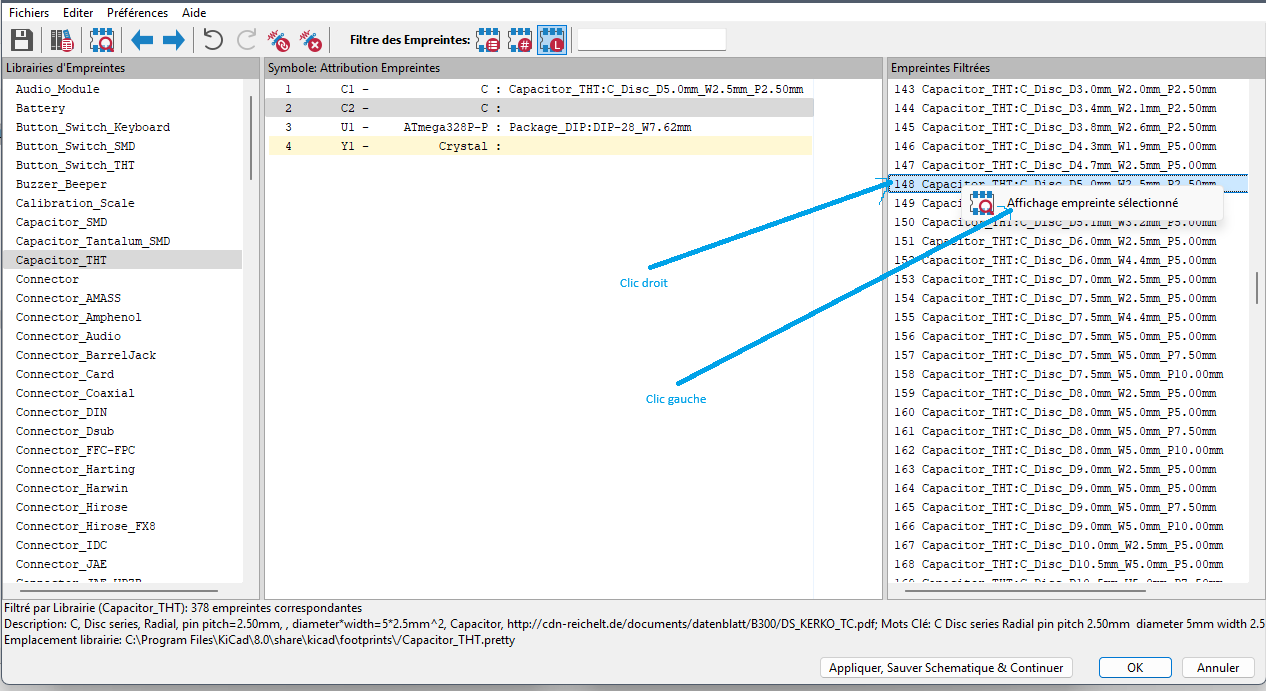 Fichiers Editer Préférences Aide
Filtre des Empreintes:
Librairies d'Empreintes
Audio_Module
Battery
Button_Switch_Keyboard
Button_Switch_SMD
Button_Switch_THT
Buzzer_Beeper
Calibration_Scale
Capacitor_SMD
Capacitor_Tantalum_SMD
Capacitor_THT
Connector
Connector_AMASS
Connector_Amphenol
Connector_Audio
Connector_BarrelJack
Connector_Card
Connector_Coaxial
Connector_DIN
Connector_Dsub
Connector_FFC-FPC
Connector_Harting
Connector_Harwin
Connector_Hirose
Connector_Hirose_FX8
Connector_IDC
Connector_JAE
Symbole: Attribution Empreintes
1 C1 - C : Capacitor_THT:C_Disc_D5.0mm_W2.5mm_P2.50mm
2 C2 - C :
3 U1 - ATmega328P-P : Package_DIP:DIP-28_W7.62mm
4 Y1 - Crystal :
Clic droit
Clic gauche
Empreintes Filtrées
143 Capacitor_THT:C_Disc_D3.0mm_W2.0mm_P2.50mm
144 Capacitor_THT:C_Disc_D3.4mm_W2.1mm_P2.50mm
145 Capacitor_THT:C_Disc_D3.8mm_W2.6mm_P2.50mm
146 Capacitor_THT:C_Disc_D4.3mm_W1.9mm_P5.00mm
147 Capacitor_THT:C_Disc_D4.7mm_W2.5mm_P5.00mm
148 Capacitor_THT:C_Disc_D5.0mm_W2.5mm_P2.50mm
149 Capaci
Affichage empreinte sélectionné
150 Capacitor_THT:C_Disc_D5.1mm_W3.2mm_P5.00mm
151 Capacitor_THT:C_Disc_D6.0mm_W2.5mm_P5.00mm
152 Capacitor_THT:C_Disc_D6.0mm_W4.4mm_P5.00mm
153 Capacitor_THT:C_Disc_D7.0mm_W2.5mm_P5.00mm
154 Capacitor_THT:C_Disc_D7.5mm_W2.5mm_P5.00mm
155 Capacitor_THT:C_Disc_D7.5mm_W4.4mm_P5.00mm
156 Capacitor_THT:C_Disc_D7.5mm_W5.0mm_P5.00mm
157 Capacitor_THT:C_Disc_D7.5mm_W5.0mm_P7.50mm
158 Capacitor_THT:C_Disc_D7.5mm_W5.0mm_P10.00mm
159 Capacitor_THT:C_Disc_D8.0mm_W2.5mm_P5.00mm
160 Capacitor_THT:C_Disc_D8.0mm_W5.0mm_P5.00mm
161 Capacitor_THT:C_Disc_D8.0mm_W5.0mm_P7.50mm
162 Capacitor_THT:C_Disc_D8.0mm_W5.0mm_P10.00mm
163 Capacitor_THT:C_Disc_D9.0mm_W2.5mm_P5.00mm
164 Capacitor_THT:C_Disc_D9.0mm_W5.0mm_P5.00mm
165 Capacitor_THT:C_Disc_D9.0mm_W5.0mm_P7.50mm
166 Capacitor_THT:C_Disc_D9.0mm_W5.0mm_P10.00mm
167 Capacitor_THT:C_Disc_D10.0mm_W2.5mm_P5.00mm
168 Capacitor_THT:C_Disc_D10.5mm_W5.0mm_P5.00mm
Filtré par Librairie (Capacitor_THT): 378 empreintes correspondantes
Description: C, Disc series, Radial, pin pitch=2.50mm, , diameter*width=5*2.5mm^2, Capacitor, http://cdn-reichelt.de/documents/datenblatt/B300/DS_KERKO_TC.pdf; Mots Clé: C Disc series Radial pin pitch 2.50mm diameter 5mm width 2.5
Emplacement librairie: C:\Program Files\KiCad\8.0\share\kicad\footprints\/Capacitor_THT.pretty
Appliquer, Sauver Schematique & Continuer
OK
Annuler